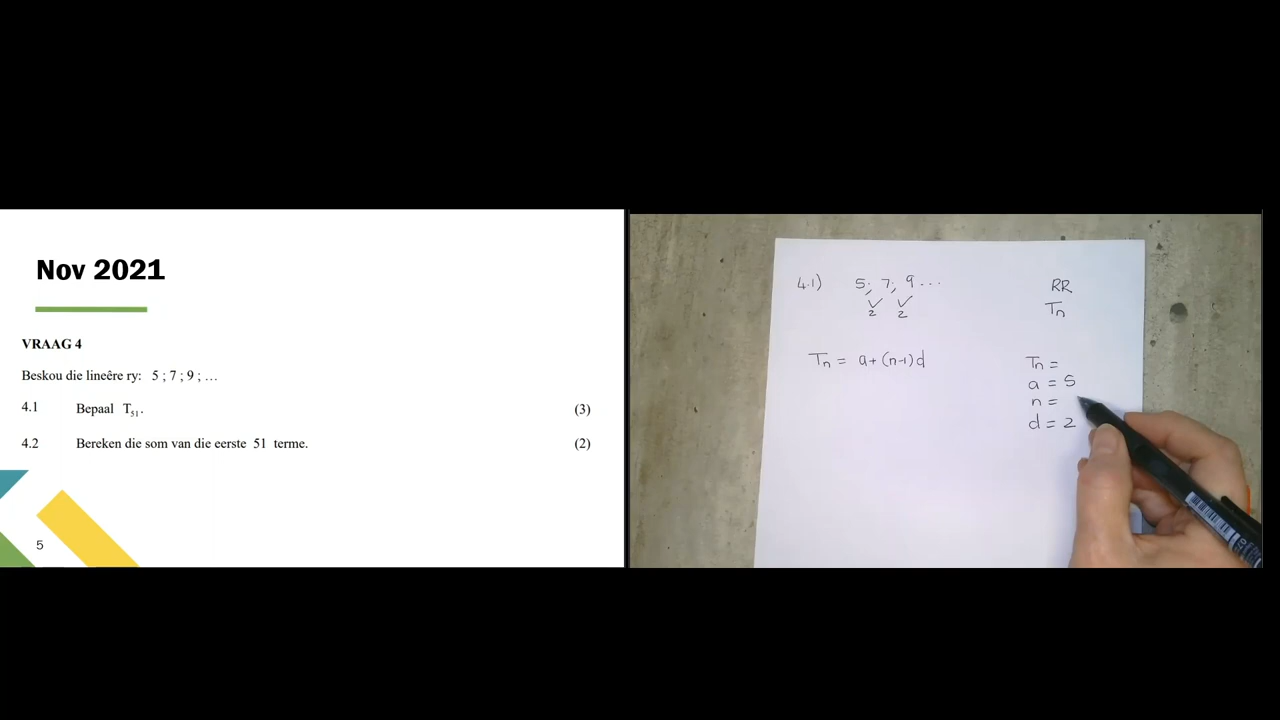 Nov 2021
VRAAG 4
Beskou die lineêre ry: 5 ; 7 ; 9 ; …
4.1 Bepaal T51. (3)
4.2 Bereken die som van die eerste 51 terme. (2)
5
4.1) 5; 7; 9 ...
2 2
Tn = a+(n-1)d
RR
Tn
Tn =
a = 5
n =
d = 2